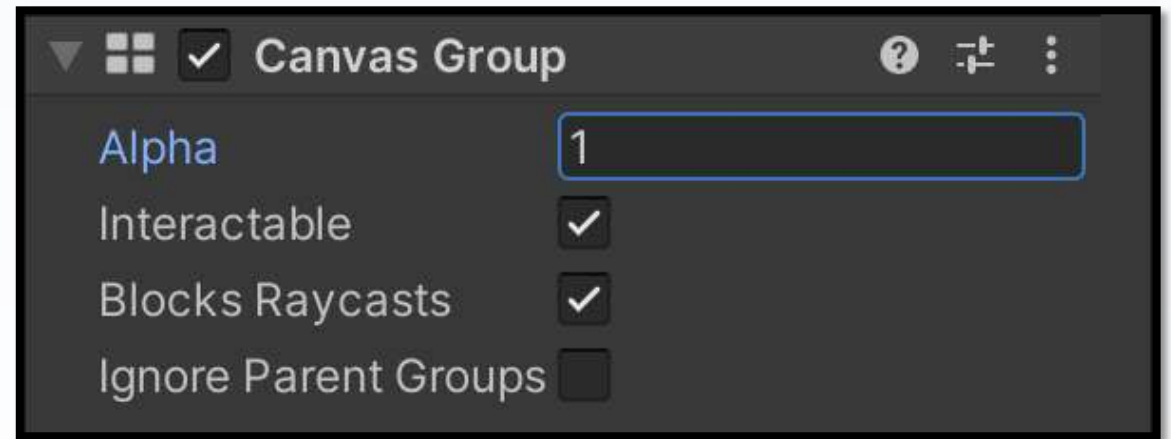 Canvas Group
Alpha 1
Interactable
Blocks Raycasts
Ignore Parent Groups